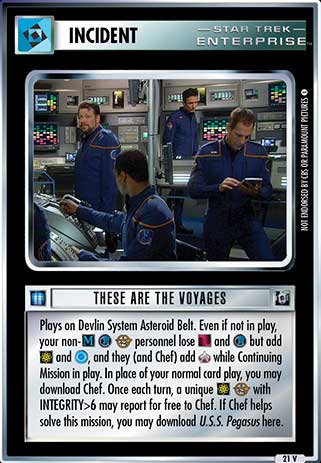 INCIDENT
STAR TREK
ENTERPRISE™
NOT ENDORSED BY CBS OR PARAMOUNT PICTURES
THESE ARE THE VOYAGES
Plays on Devlin System Asteroid Belt. Even if not in play,
your non-M personnel lose and but add
and , and they (and Chef) add while Continuing
Mission in play. In place of your normal card play, you may
download Chef. Once each turn, a unique with
INTEGRITY>6 may report for free to Chef. If Chef helps
solve this mission, you may download U.S.S. Pegasus here.
21 V